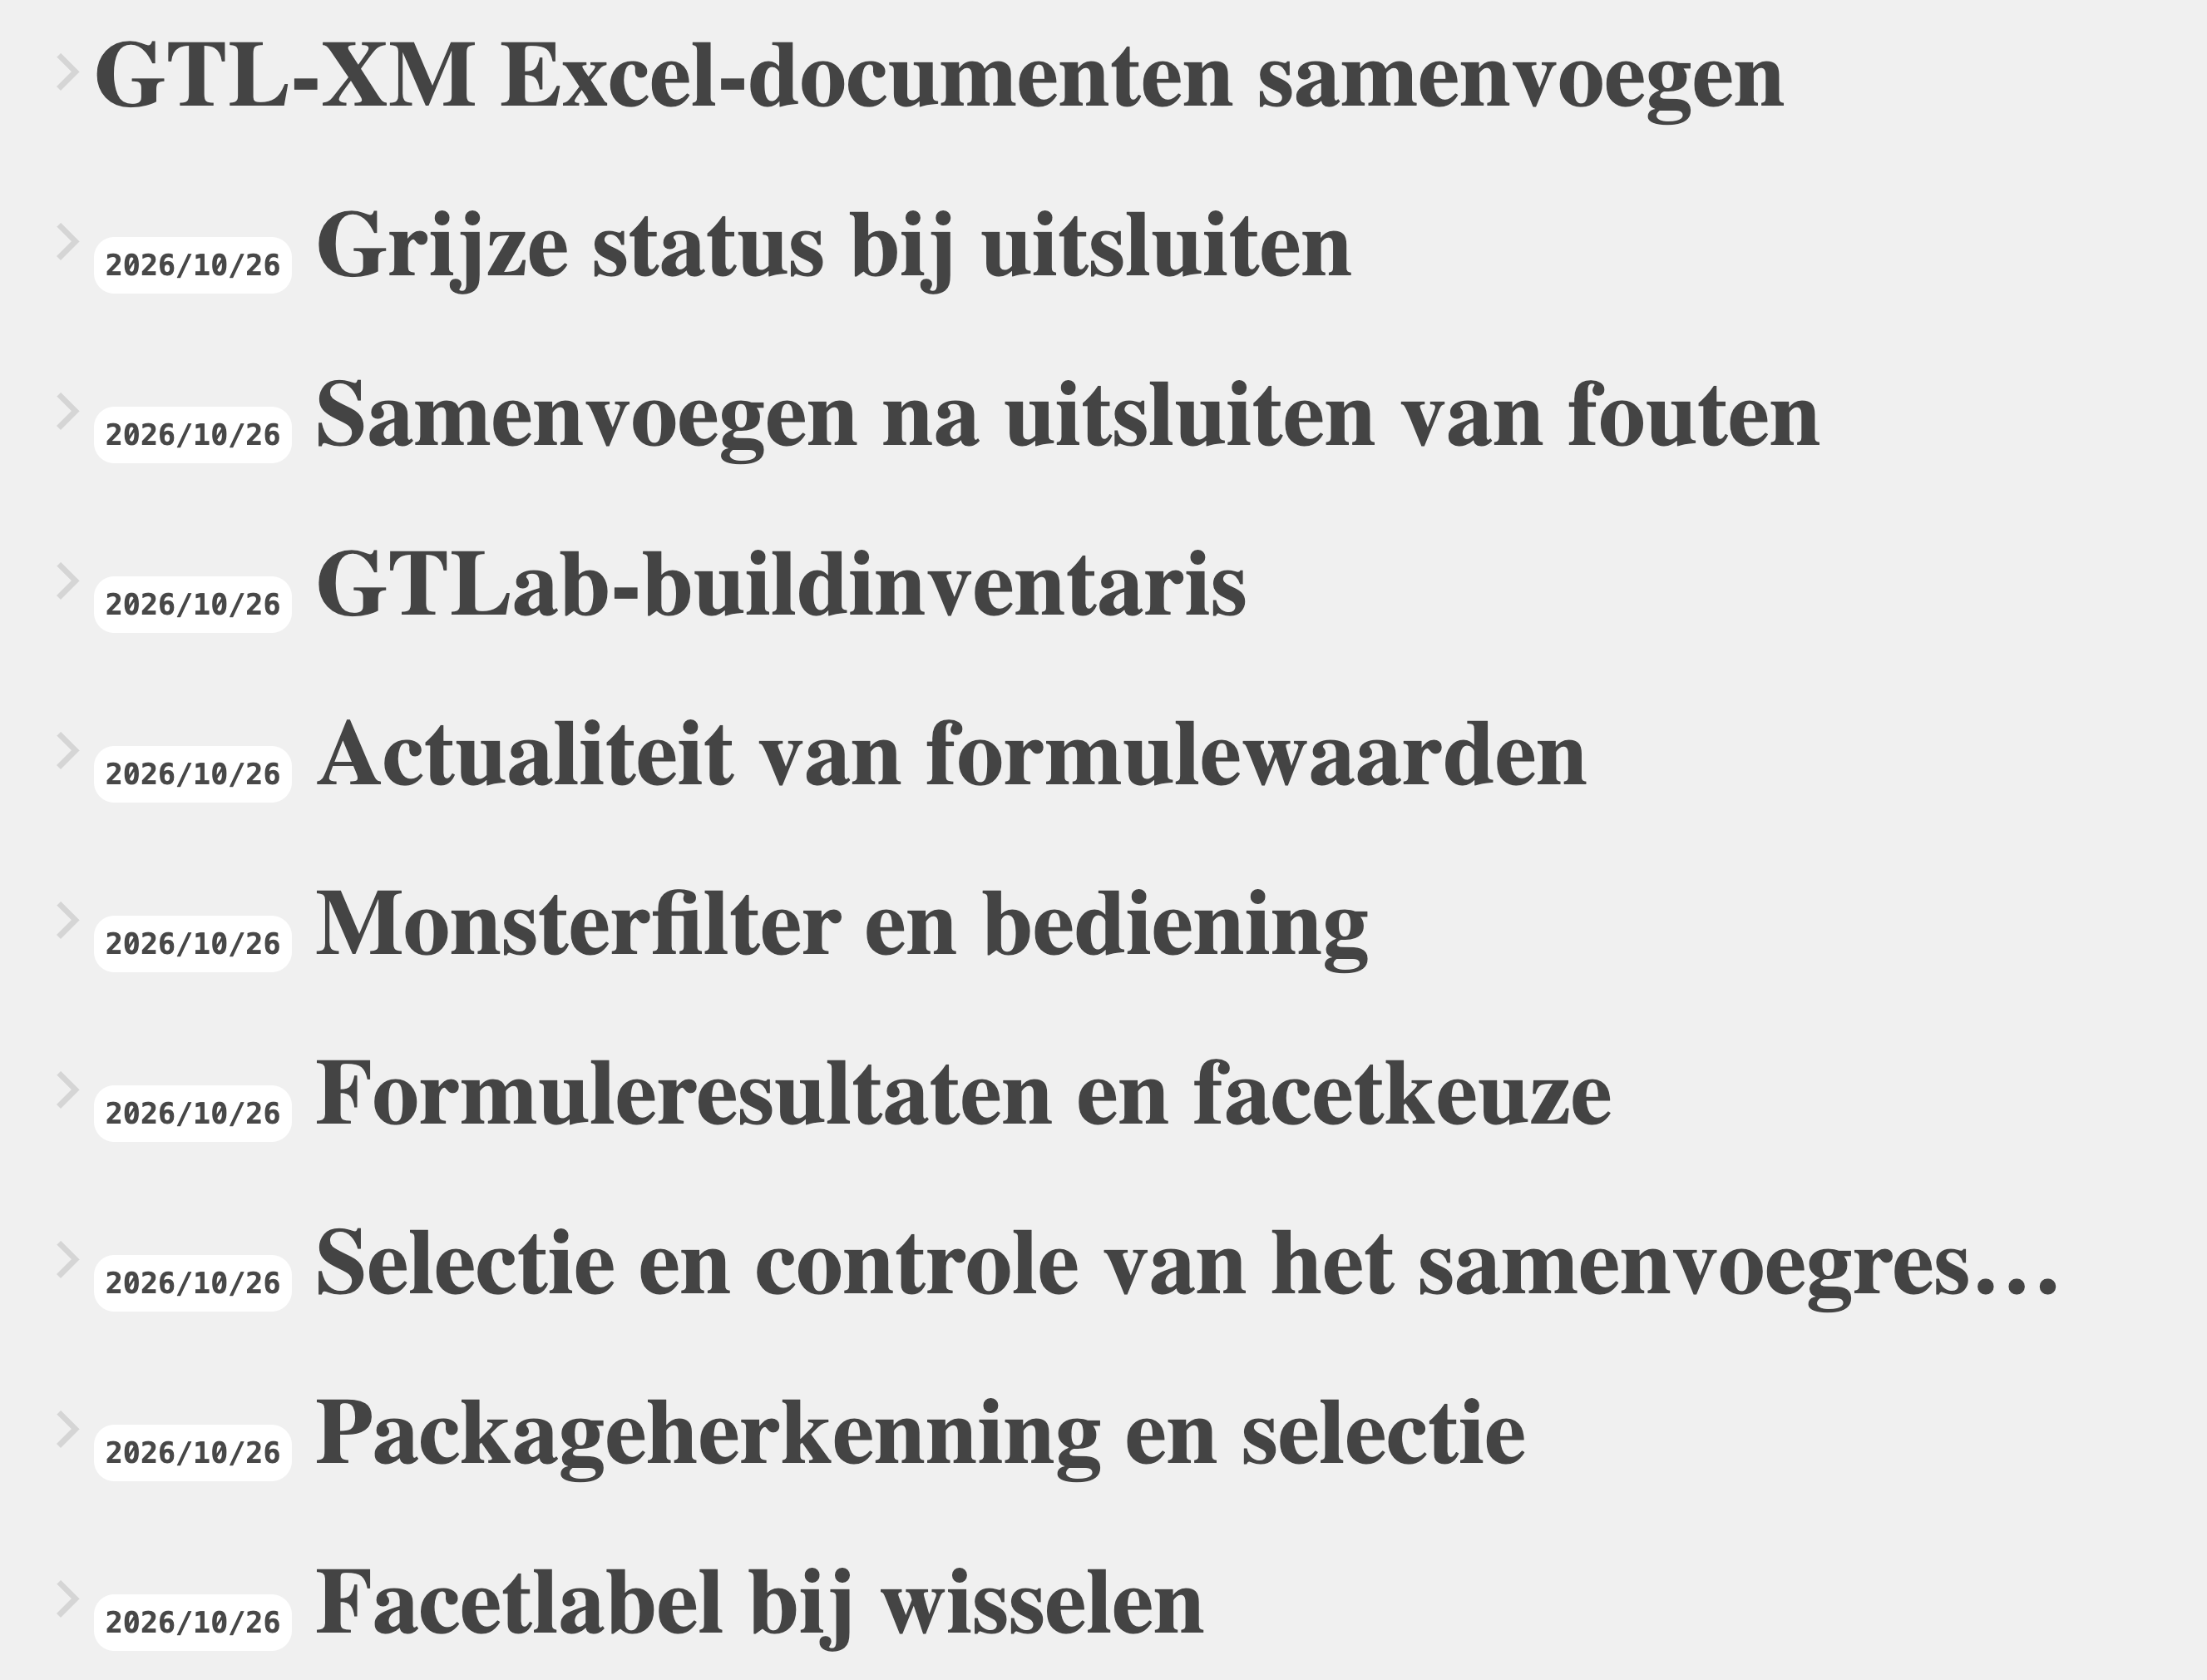 GTL-XM Excel-documenten samenvoegen
2026/10/26 Grijze status bij uitsluiten
2026/10/26 Samenvoegen na uitsluiten van fouten
2026/10/26 GTLab-buildinventaris
2026/10/26 Actualiteit van formulewaarden
2026/10/26 Monsterfilter en bediening
2026/10/26 Formuleresultaten en facetkeuze
2026/10/26 Selectie en controle van het samenvoegres...
2026/10/26 Packageherkenning en selectie
2026/10/26 Facetlabel bij wisselen